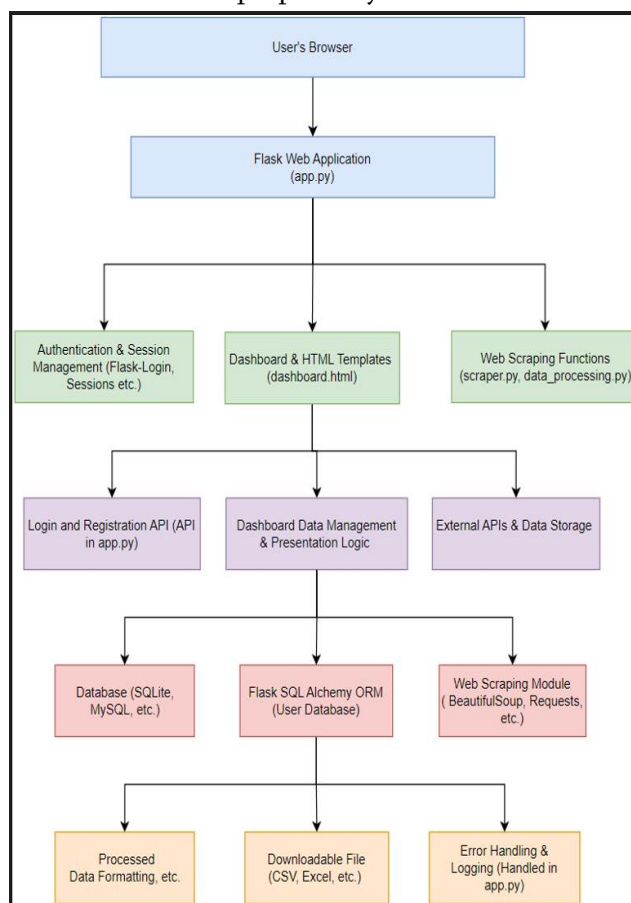 User's Browser
Flask Web Application
(app.py)
Authentication & Session
Management (Flask-Login,
Sessions etc.)
Dashboard & HTML Templates
(dashboard.html)
Web Scraping Functions
(scraper.py, data_processing.py)
Login and Registration API (API
in app.py)
Dashboard Data Management
& Presentation Logic
External APIs & Data Storage
Database (SQLite,
MySQL, etc.)
Flask SQL Alchemy ORM
(User Database)
Web Scraping Module
( BeautifulSoup, Requests,
etc.)
Processed
Data Formatting, etc.
Downloadable File
(CSV, Excel, etc.)
Error Handling &
Logging (Handled in
app.py)